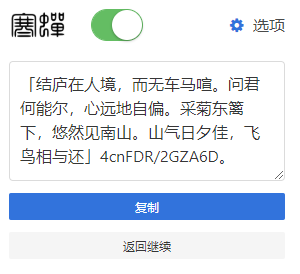 寒蟬
选项
「结庐在人境，而无车马喧。问君
何能尔，心远地自偏。采菊东篱
下，悠然见南山。山气日夕佳，飞
鸟相与还」4cnFDR/2GZA6D。
复制
返回继续